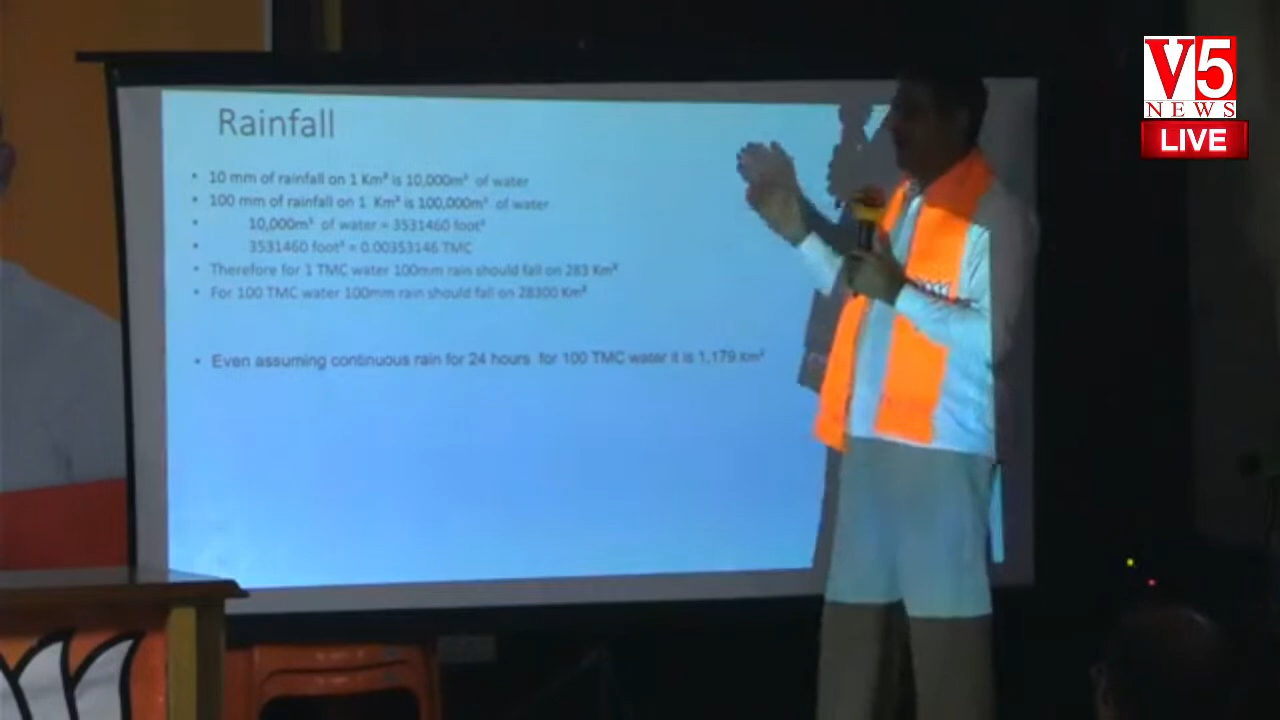 V5
NEWS
LIVE
Rainfall
• 10 mm of rainfall on 1 Km² is 10,000m³ of water
• 100 mm of rainfall on 1 Km² is 100,000m³ of water
• 10,000m³ of water = 3531460 foot³
• 3531460 foot³ = 0.00353146 TMC
• Therefore for 1 TMC water 100mm rain should fall on 283 Km²
• For 100 TMC water 100mm rain should fall on 28300 Km²
• Even assuming continuous rain for 24 hours for 100 TMC water it is 1,179 Km²